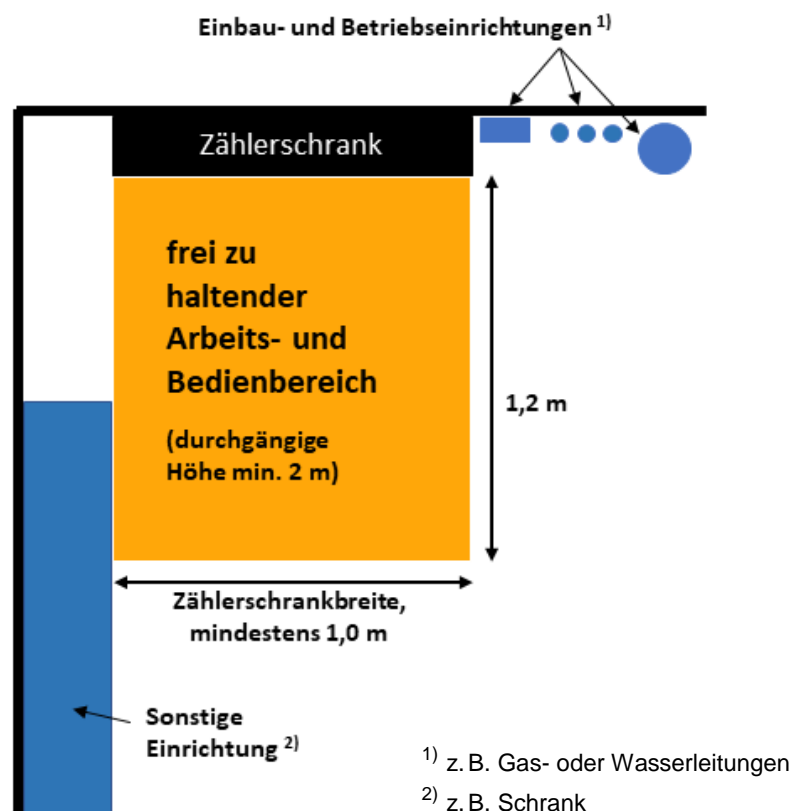 Einbau- und Betriebseinrichtungen 1)
Zählerschrank
frei zu
haltender
Arbeits- und
Bedienbereich
(durchgängige
Höhe min. 2 m)
1,2 m
Zählerschrankbreite,
mindestens 1,0 m
Sonstige
Einrichtung 2)
1) z.B. Gas- oder Wasserleitungen
2) z.B. Schrank